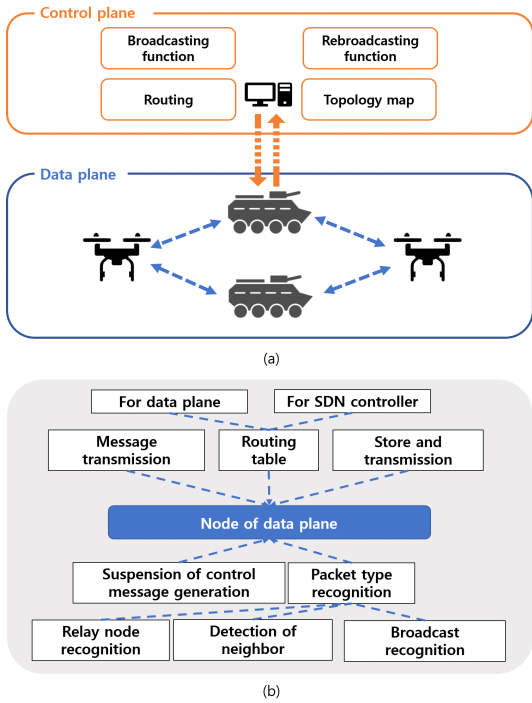 Control plane
Broadcasting
function
Rebroadcasting
function
Routing
Topology map
Data plane
(a)
For data plane
For SDN controller
Message
transmission
Routing
table
Store and
transmission
Node of data plane
Suspension of control
message generation
Packet type
recognition
Relay node
recognition
Detection of
neighbor
Broadcast
recognition
(b)